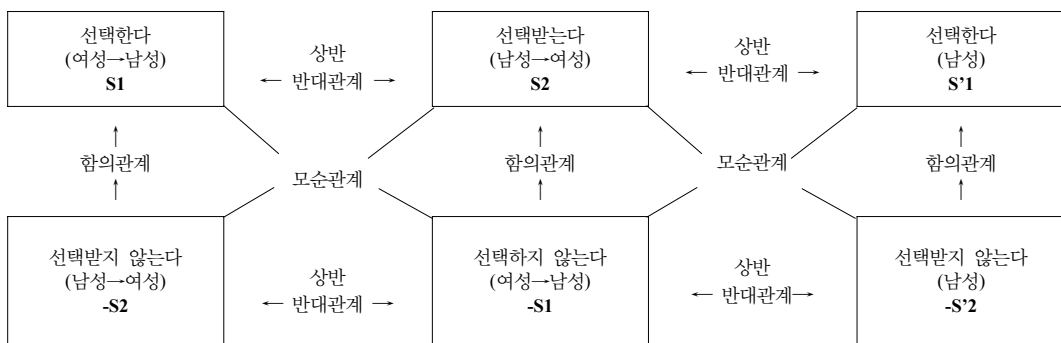 선택한다
(여성→남성)
S1
상반
← 반대관계 →
선택받는다
(남성→여성)
S2
상반
← 반대관계 →
선택한다
(남성)
S’1
↑
함의관계
↑
모순관계
↑
함의관계
↑
모순관계
↑
함의관계
↑
선택받지 않는다
(남성→여성)
-S2
상반
← 반대관계 →
선택하지 않는다
(여성→남성)
-S1
상반
← 반대관계→
선택받지 않는다
(남성)
-S’2